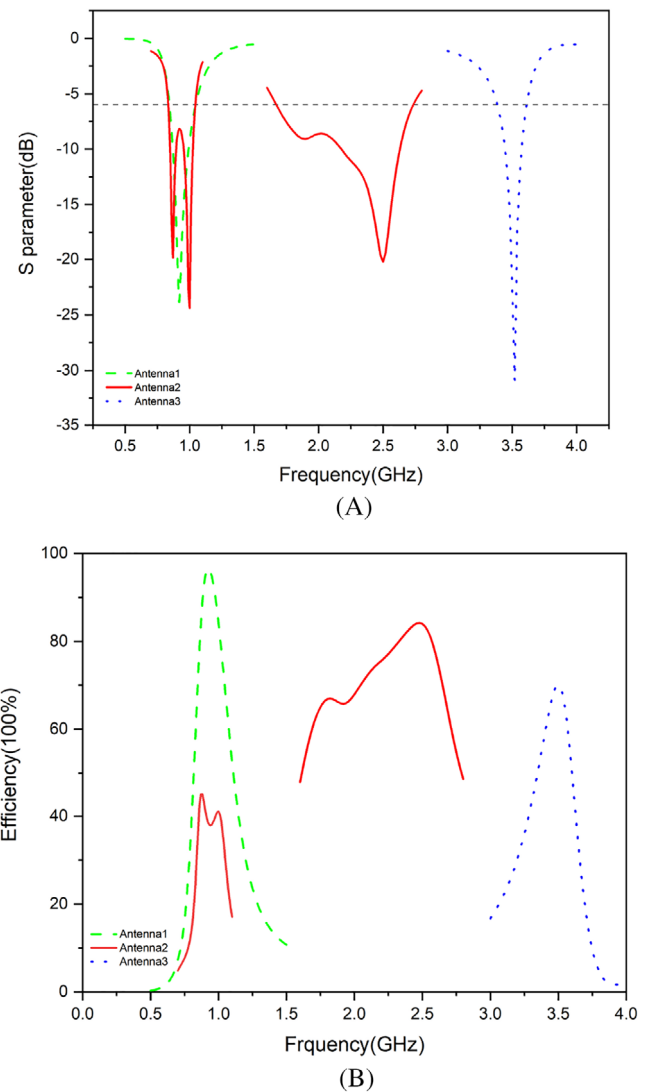 0
-5
-10
-15
-20
-25
-30
-35
S parameter(dB)
Antenna1
Antenna2
Antenna3
0.5 1.0 1.5 2.0 2.5 3.0 3.5 4.0
Frequency(GHz)
(A)
100
80
60
40
20
0
Efficiency(100%)
Antenna1
Antenna2
Antenna3
0.0 0.5 1.0 1.5 2.0 2.5 3.0 3.5 4.0
Frquency(GHz)
(B)